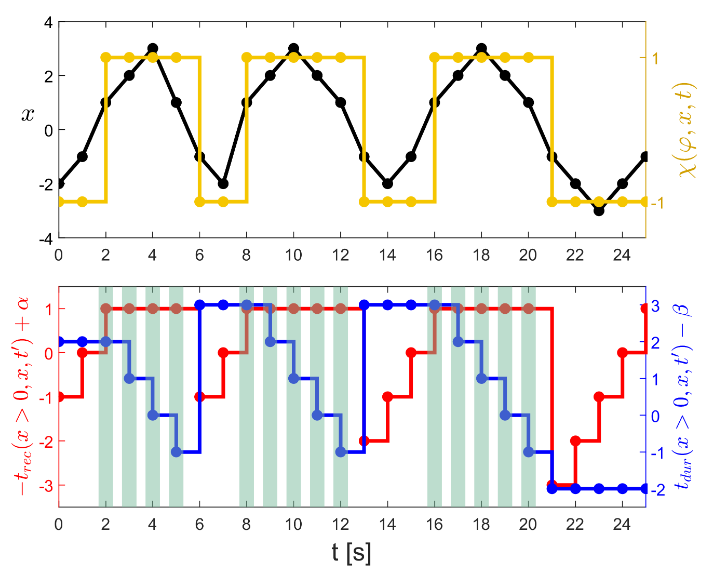 4
2
0
-2
-4
x
0 2 4 6 8 10 12 14 16 18 20 22 24
1
-1
χ(φ, x, t)
1
0
-1
-2
-3
−t_rec(x > 0, x, t′) + α
3
2
1
0
-1
-2
t_dur(x > 0, x, t′) − β
0 2 4 6 8 10 12 14 16 18 20 22 24
t [s]